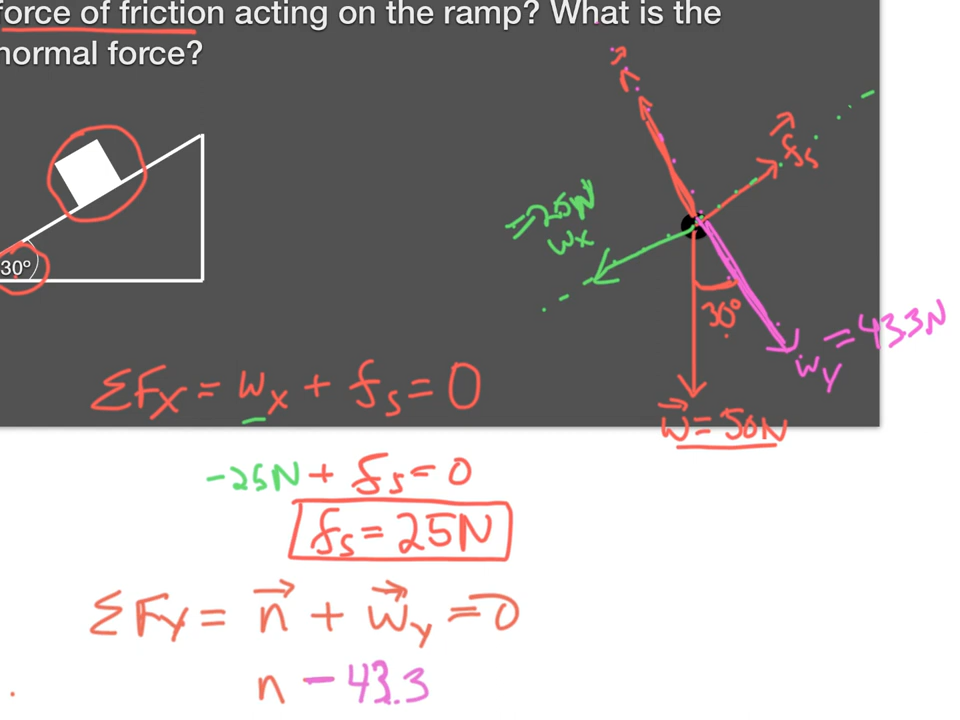 force of friction acting on the ramp? What is the
normal force?
n
fs
=25N
wx
30°
30°
wy = 43.3N
w = 50N
ΣFx = wx + fs = 0
-25N + fs = 0
fs = 25N
ΣFy = n + wy = 0
n - 43.3